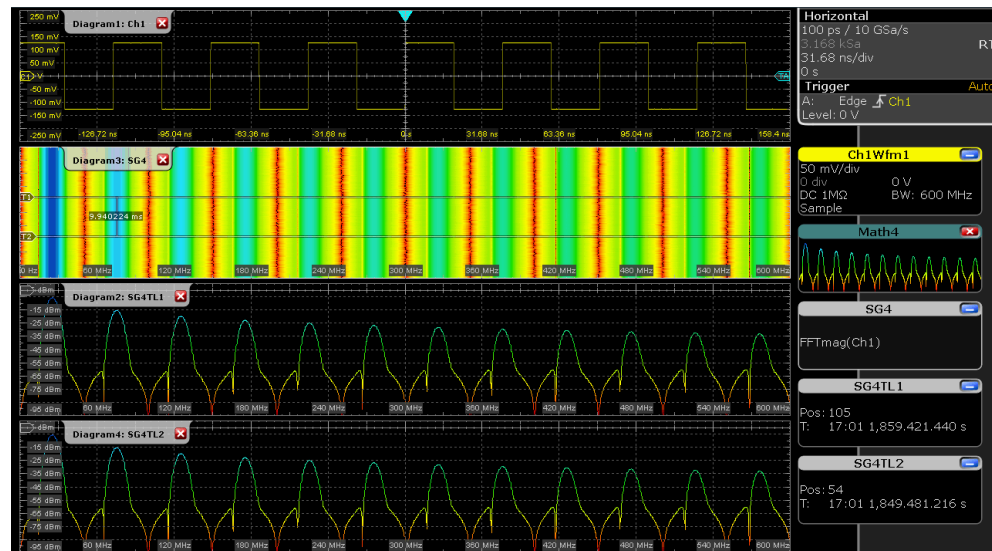 250 mV
Diagram1: Ch1
150 mV
100 mV
50 mV
C1
V
TA
-50 mV
-100 mV
-150 mV
-250 mV
-126.72 ns
-95.04 ns
-63.36 ns
-31.68 ns
0 s
31.68 ns
63.36 ns
95.04 ns
126.72 ns
158.4 ns
Diagram3: SG4
T1
9.940224 ms
T2
0 Hz
60 MHz
120 MHz
180 MHz
240 MHz
300 MHz
360 MHz
420 MHz
480 MHz
540 MHz
600 MHz
dBm
Diagram2: SG4TL1
-15 dBm
-25 dBm
-35 dBm
-45 dBm
-55 dBm
-65 dBm
-75 dBm
-95 dBm
60 MHz
120 MHz
180 MHz
240 MHz
300 MHz
360 MHz
420 MHz
480 MHz
540 MHz
600 MHz
dBm
Diagram4: SG4TL2
-15 dBm
-25 dBm
-35 dBm
-45 dBm
-55 dBm
-65 dBm
-75 dBm
-95 dBm
60 MHz
120 MHz
180 MHz
240 MHz
300 MHz
360 MHz
420 MHz
480 MHz
540 MHz
600 MHz
Horizontal
100 ps / 10 GSa/s
3.168 kSa RT
31.68 ns/div
0 s
Trigger Auto
A: Edge Ch1
Level: 0 V
Ch1Wfm1
50 mV/div
0 div 0 V
DC 1MΩ BW: 600 MHz
Sample
Math4
SG4
FFTmag(Ch1)
SG4TL1
Pos: 105
T: 17:01 1,859.421.440 s
SG4TL2
Pos: 54
T: 17:01 1,849.481.216 s